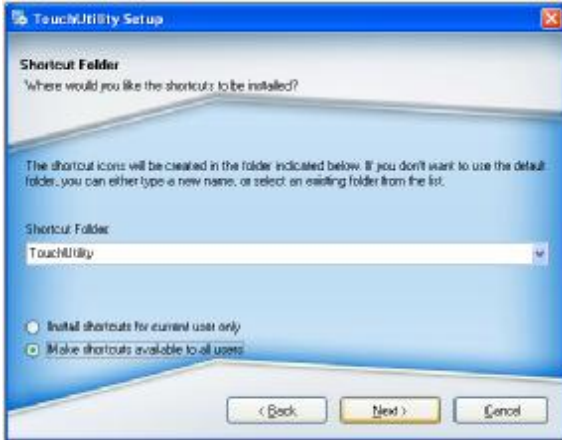 TouchUtility Setup
Shortcut Folder
Where would you like the shortcuts to be installed?
The shortcut icons will be created in the folder indicated below. If you don't want to use the default
folder, you can either type a new name, or select an existing folder from the list.
Shortcut Folder
TouchUtility
Install shortcuts for current user only
Make shortcuts available to all users
< Back
Next >
Cancel